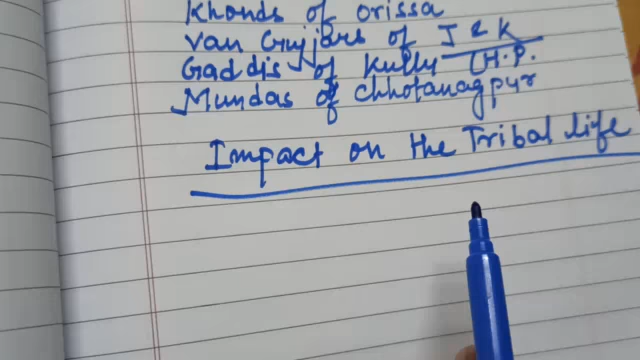 Khonds of Orissa
Van Gujjars of J & K
Gaddis of Kullu (H.P.
Mundas of Chhotanagpur
Impact on the Tribal life